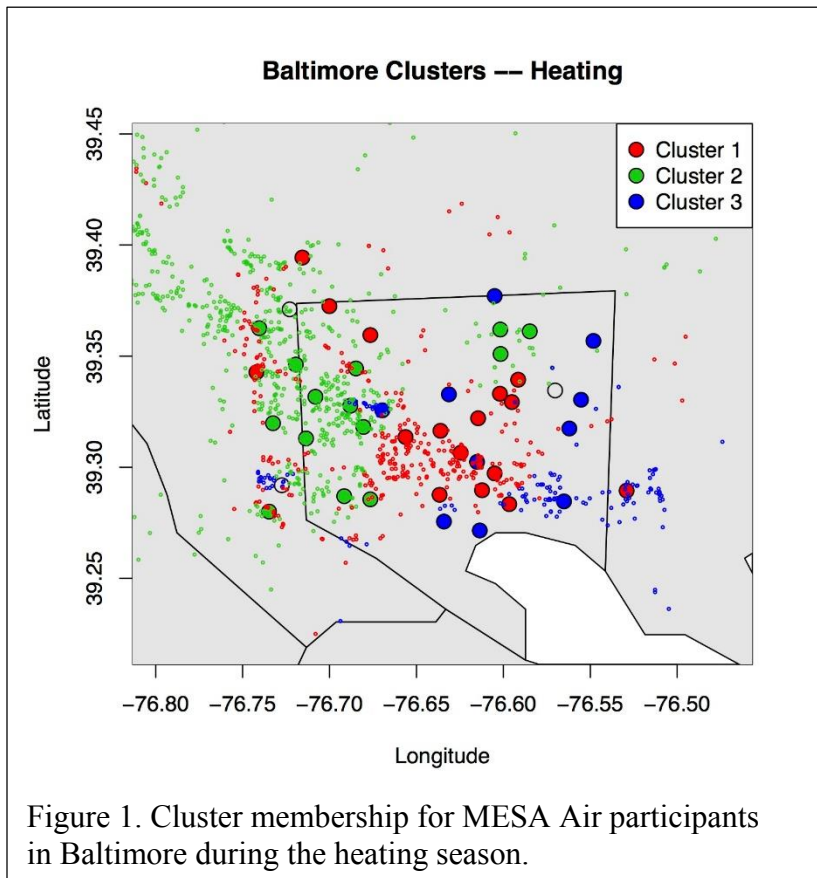 Baltimore Clusters −− Heating
Cluster 1
Cluster 2
Cluster 3
39.45
39.40
39.35
39.30
39.25
Latitude
−76.80 −76.75 −76.70 −76.65 −76.60 −76.55 −76.50
Longitude
Figure 1. Cluster membership for MESA Air participants
in Baltimore during the heating season.